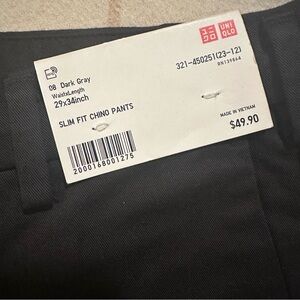 ユニ
クロ
UNI
QLO
321-450251(23-12)
08 Dark Gray
WaistxLength
29x34inch
SLIM FIT CHINO PANTS
MADE IN VIETNAM
$49.90
2000168001275